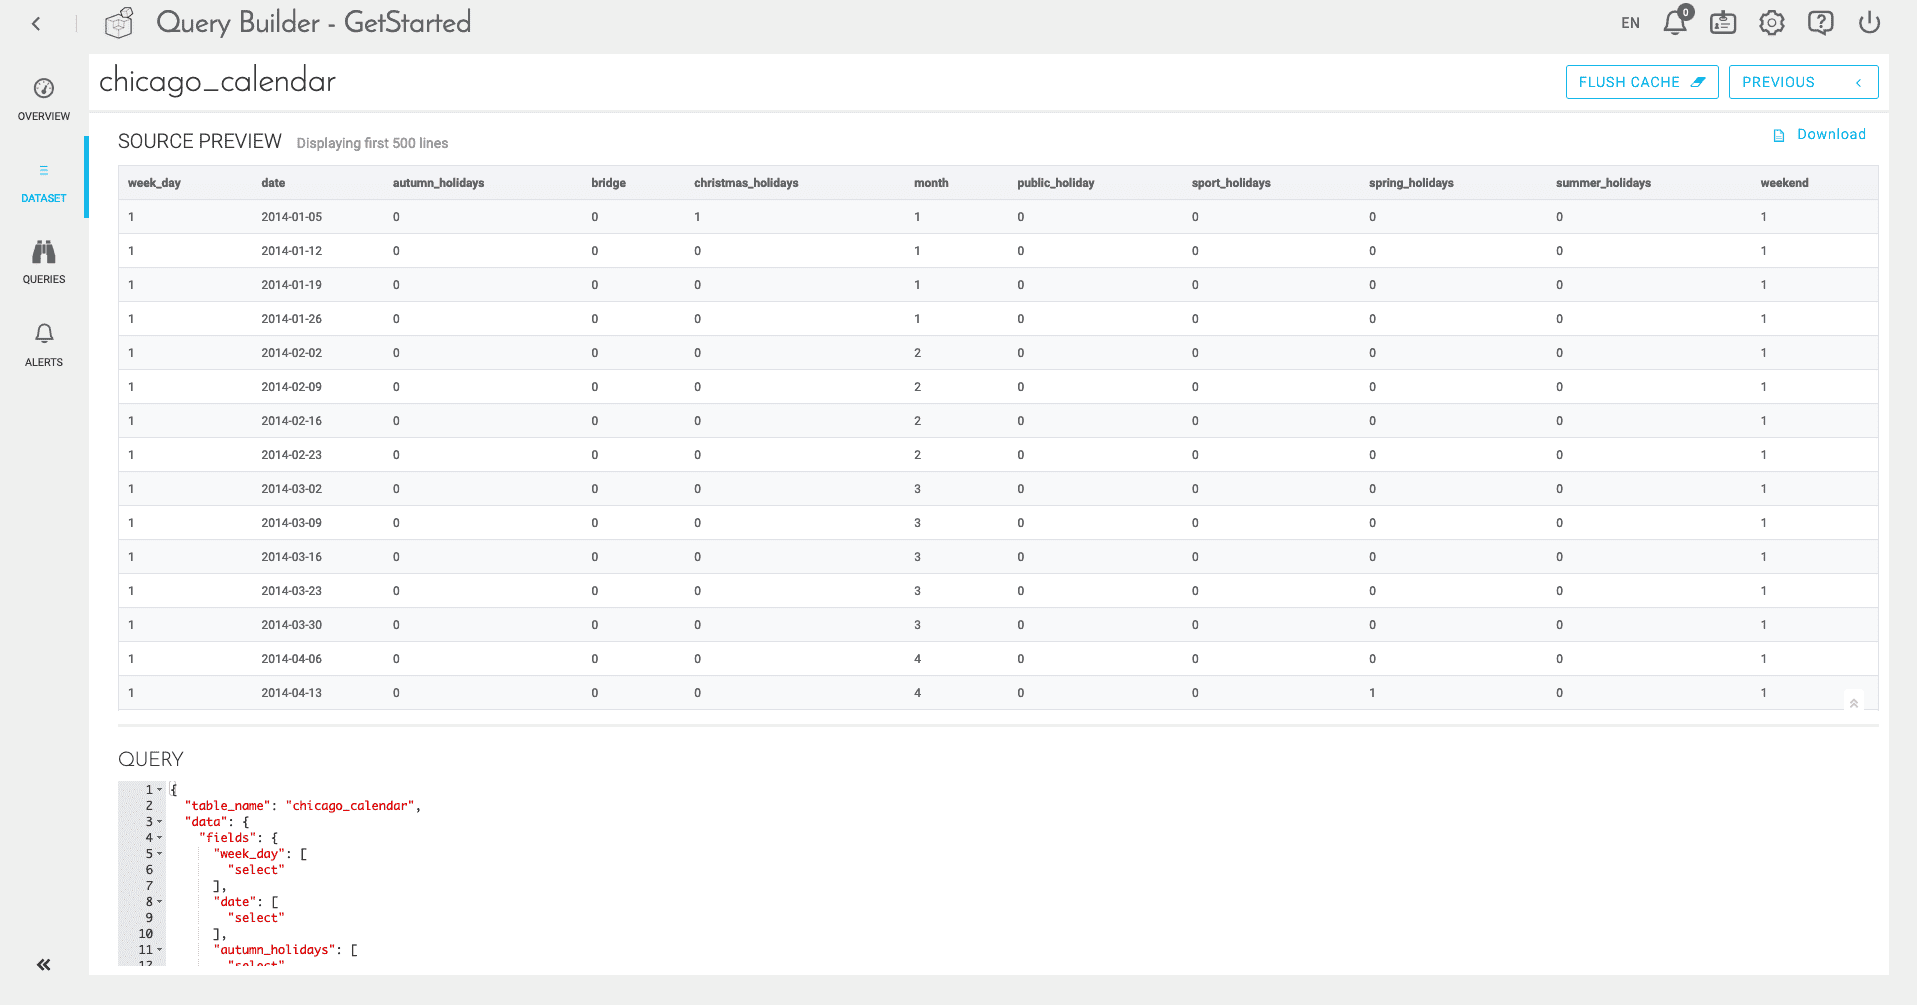 Query Builder - GetStarted
EN
0
chicago_calendar
FLUSH CACHE
PREVIOUS
OVERVIEW
DATASET
QUERIES
ALERTS
SOURCE PREVIEW Displaying first 500 lines
Download
week_day date autumn_holidays bridge christmas_holidays month public_holiday sport_holidays spring_holidays summer_holidays weekend
1 2014-01-05 0 0 1 1 0 0 0 0 1
1 2014-01-12 0 0 0 1 0 0 0 0 1
1 2014-01-19 0 0 0 1 0 0 0 0 1
1 2014-01-26 0 0 0 1 0 0 0 0 1
1 2014-02-02 0 0 0 2 0 0 0 0 1
1 2014-02-09 0 0 0 2 0 0 0 0 1
1 2014-02-16 0 0 0 2 0 0 0 0 1
1 2014-02-23 0 0 0 2 0 0 0 0 1
1 2014-03-02 0 0 0 3 0 0 0 0 1
1 2014-03-09 0 0 0 3 0 0 0 0 1
1 2014-03-16 0 0 0 3 0 0 0 0 1
1 2014-03-23 0 0 0 3 0 0 0 0 1
1 2014-03-30 0 0 0 3 0 0 0 0 1
1 2014-04-06 0 0 0 4 0 0 0 0 1
1 2014-04-13 0 0 0 4 0 0 1 0 1
QUERY
1 {
2 "table_name": "chicago_calendar",
3 "data": {
4 "fields": {
5 "week_day": [
6 "select"
7 ],
8 "date": [
9 "select"
10 ],
11 "autumn_holidays": [
12 "select"